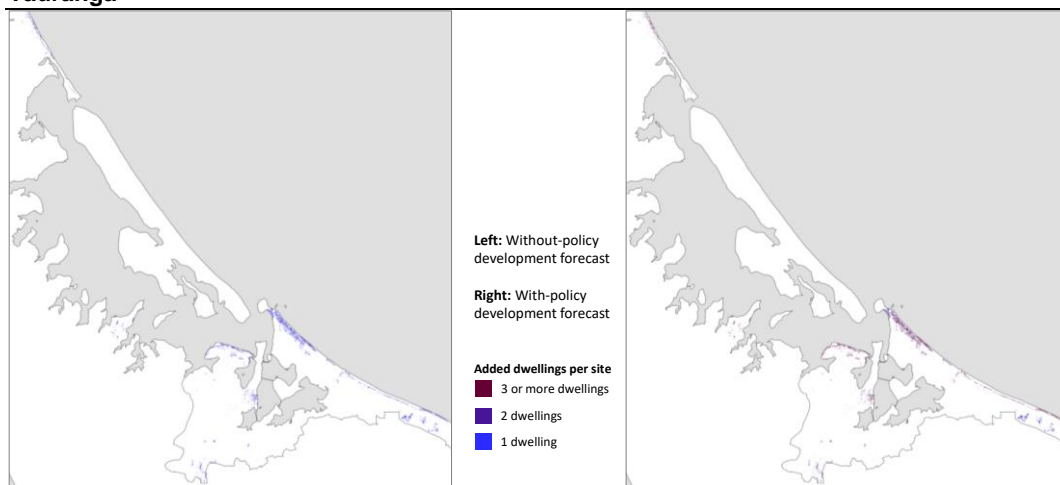 Tauranga
Left: Without-policy
development forecast
Right: With-policy
development forecast
Added dwellings per site
3 or more dwellings
2 dwellings
1 dwelling